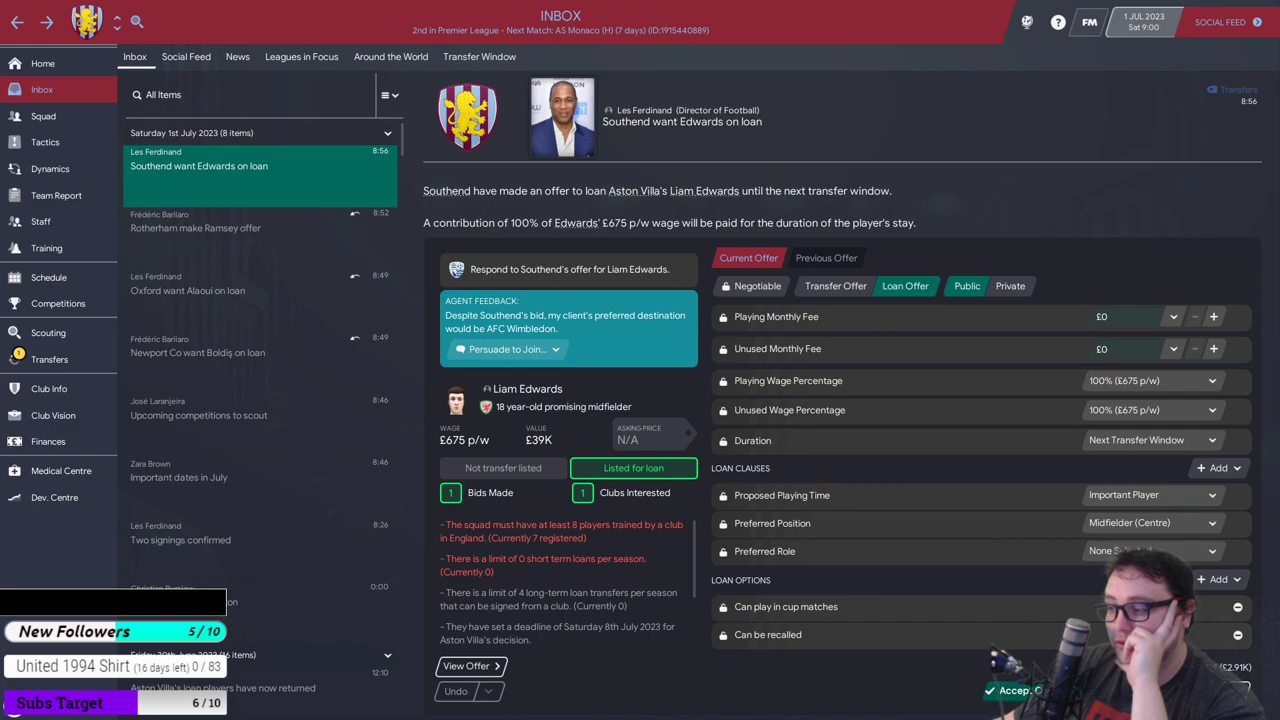 INBOX
2nd in Premier League - Next Match: AS Monaco (H) (7 days) (ID:1915440889)
FM
1 JUL 2023
Sat 9:00
SOCIAL FEED
Home
Inbox
Squad
Tactics
Dynamics
Team Report
Staff
Training
Schedule
Competitions
Scouting
1
Transfers
Club Info
Club Vision
Finances
Medical Centre
Dev. Centre
Inbox
Social Feed
News
Leagues in Focus
Around the World
Transfer Window
All Items
Saturday 1st July 2023 (8 items)
Les Ferdinand 8:56
Southend want Edwards on loan
Frédéric Barilaro 8:52
Rotherham make Ramsey offer
Les Ferdinand 8:49
Oxford want Alaoui on loan
Frédéric Barilaro 8:49
Newport Co want Boldiş on loan
José Laranjeira 8:46
Upcoming competitions to scout
Zara Brown 8:46
Important dates in July
Les Ferdinand 8:26
Two signings confirmed
Christian Purslow 0:00
12:10
Aston Villa's loan players have now returned
New Followers 5 / 10
United 1994 Shirt (16 days left) 0 / 83
Subs Target 6 / 10
Les Ferdinand (Director of Football)
Southend want Edwards on loan
Transfers
8:56
Southend have made an offer to loan Aston Villa's Liam Edwards until the next transfer window.
A contribution of 100% of Edwards' £675 p/w wage will be paid for the duration of the player's stay.
Respond to Southend's offer for Liam Edwards.
AGENT FEEDBACK:
Despite Southend's bid, my client's preferred destination
would be AFC Wimbledon.
Persuade to Join...
Liam Edwards
18 year-old promising midfielder
WAGE
£675 p/w
VALUE
£39K
ASKING PRICE
N/A
Not transfer listed
Listed for loan
1 Bids Made
1 Clubs Interested
- The squad must have at least 8 players trained by a club
in England. (Currently 7 registered)
- There is a limit of 0 short term loans per season.
(Currently 0)
- There is a limit of 4 long-term loan transfers per season
that can be signed from a club. (Currently 0)
- They have set a deadline of Saturday 8th July 2023 for
Aston Villa's decision.
View Offer
Undo
Current Offer
Previous Offer
Negotiable
Transfer Offer
Loan Offer
Public
Private
Playing Monthly Fee £0
Unused Monthly Fee £0
Playing Wage Percentage 100% (£675 p/w)
Unused Wage Percentage 100% (£675 p/w)
Duration Next Transfer Window
LOAN CLAUSES
Add
Proposed Playing Time Important Player
Preferred Position Midfielder (Centre)
Preferred Role None
LOAN OPTIONS
Add
Can play in cup matches
Can be recalled
(£2.91K
Accept